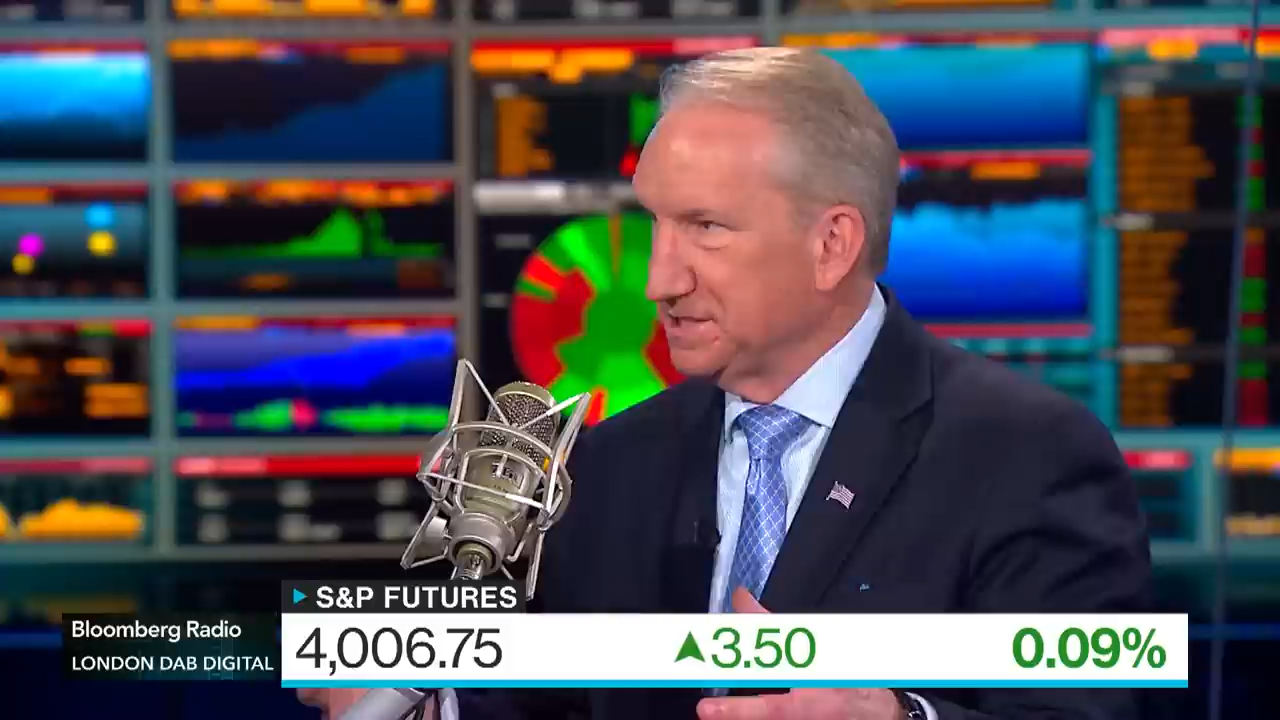 S&P FUTURES
Bloomberg Radio
LONDON DAB DIGITAL
4,006.75 ▲3.50 0.09%